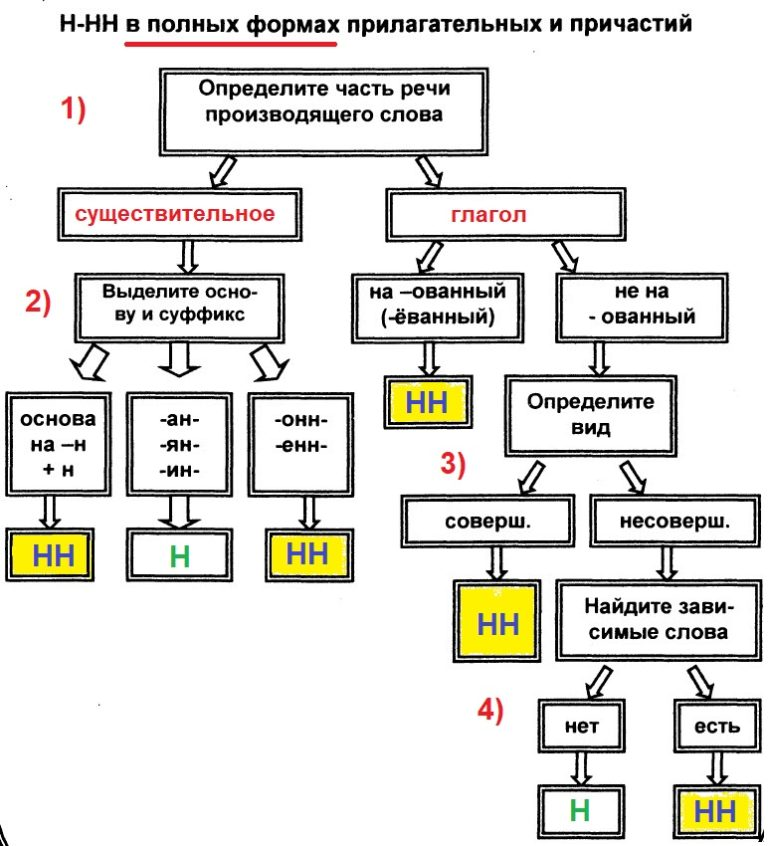 Н-НН в полных формах прилагательных и причастий
1)
Определите часть речи
производящего слова
существительное
глагол
2)
Выделите осно-
ву и суффикс
на –ованный
(-ёванный)
не на
- ованный
основа
на –н
+ н
-ан-
-ян-
-ин-
-онн-
-енн-
НН
Определите
вид
3)
соверш.
несоверш.
НН
Н
НН
НН
Найдите зави-
симые слова
4)
нет
есть
Н
НН